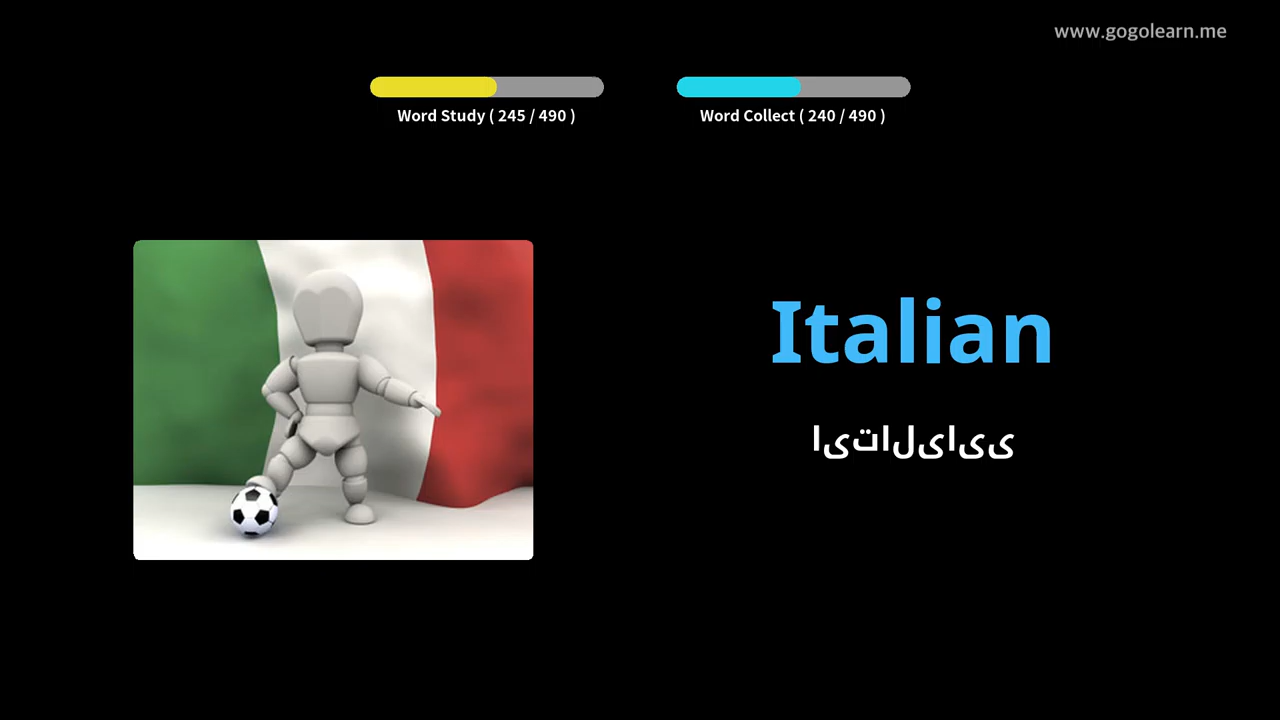 www.gogolearn.me
Word Study ( 245 / 490 )
Word Collect ( 240 / 490 )
Italian
ایتالیایی